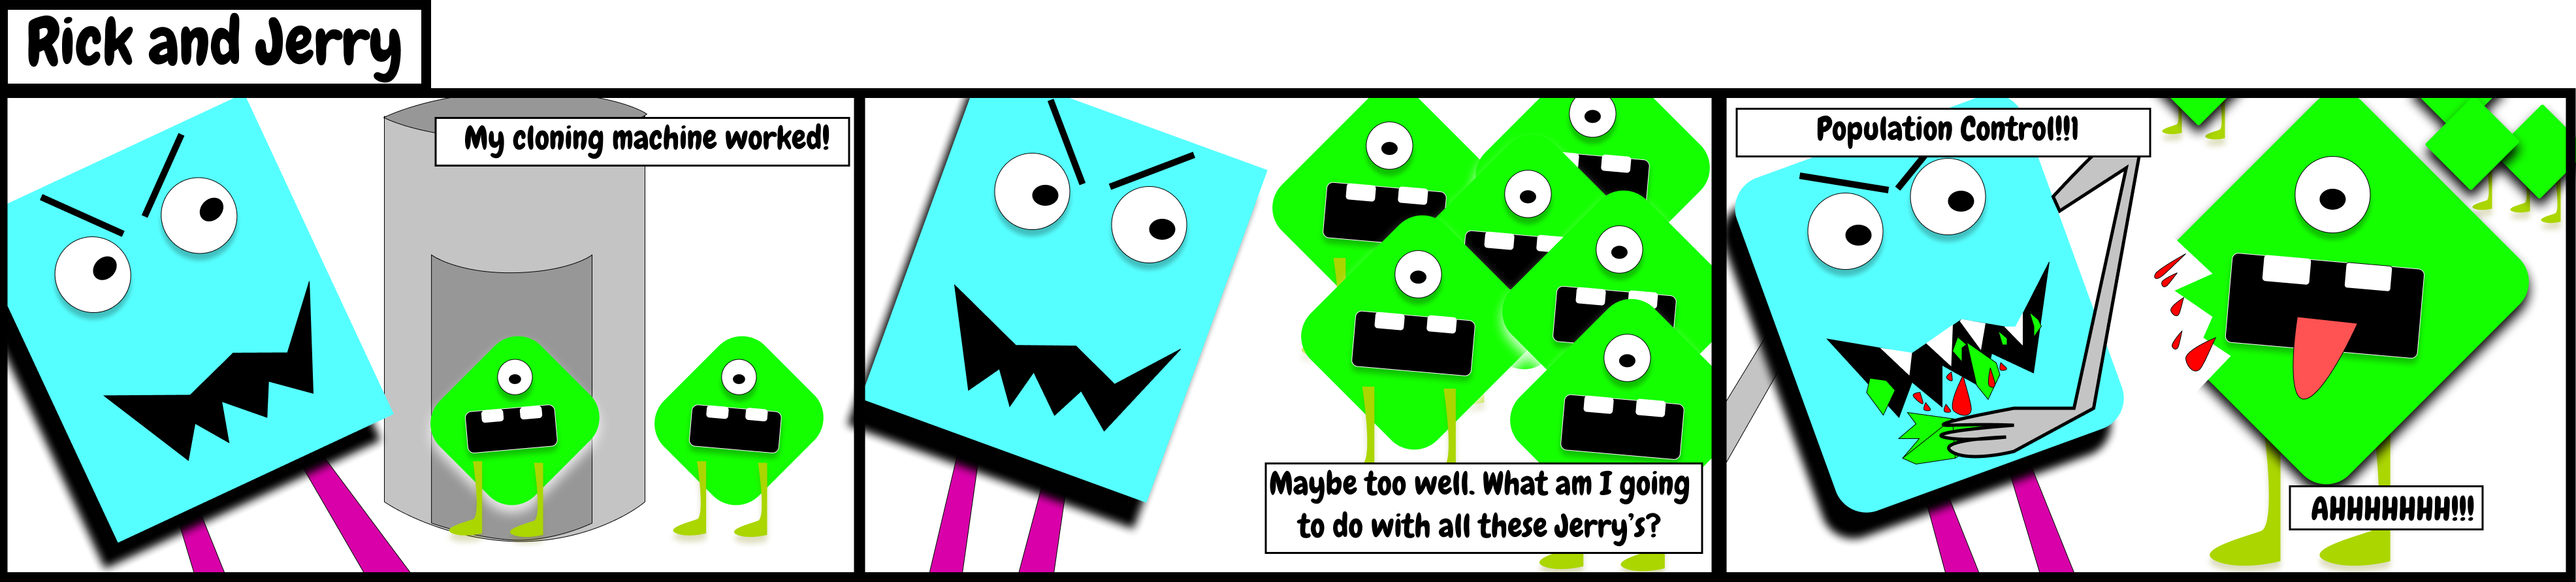 Rick and Jerry
My cloning machine worked!
Maybe too well. What am I going
to do with all these Jerry's?
Population Control!!!
AHHHHHHH!!!